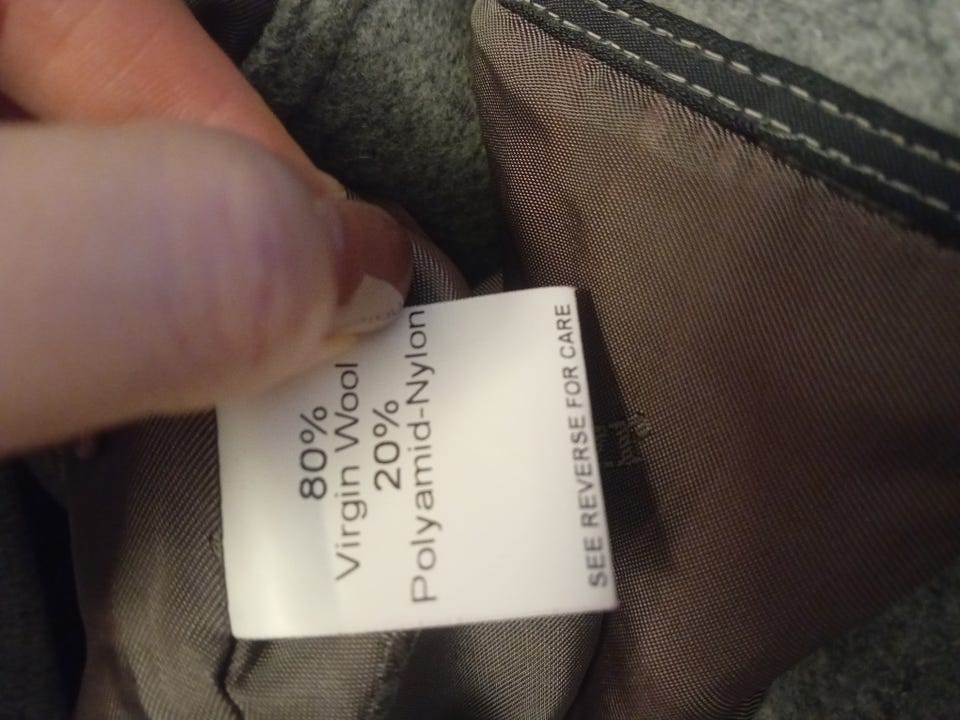 80%
Virgin Wool
20%
Polyamid-Nylon
SEE REVERSE FOR CARE